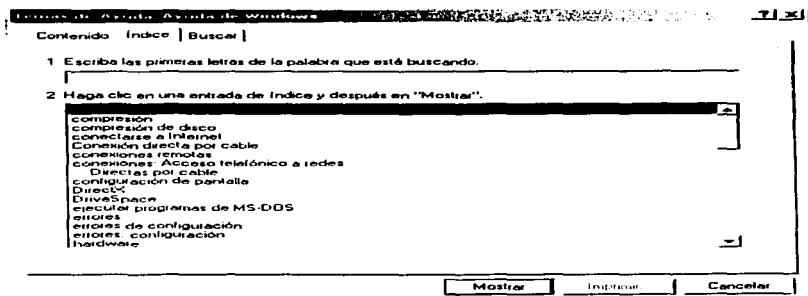 Temas de Ayuda: Ayuda de Windows
Contenido Índice Buscar
1 Escriba las primeras letras de la palabra que está buscando.
2 Haga clic en una entrada de índice y después en "Mostrar".
compresión
compresión de disco
conectarse a Internet
Conexión directa por cable
conexiones remotas
conexiones: Acceso telefónico a redes
Directas por cable
configuración de pantalla
DirectX
DriveSpace
ejecutar programas de MS-DOS
errores
errores de configuración
errores: configuración
hardware
Mostrar Imprimir. Cancelar